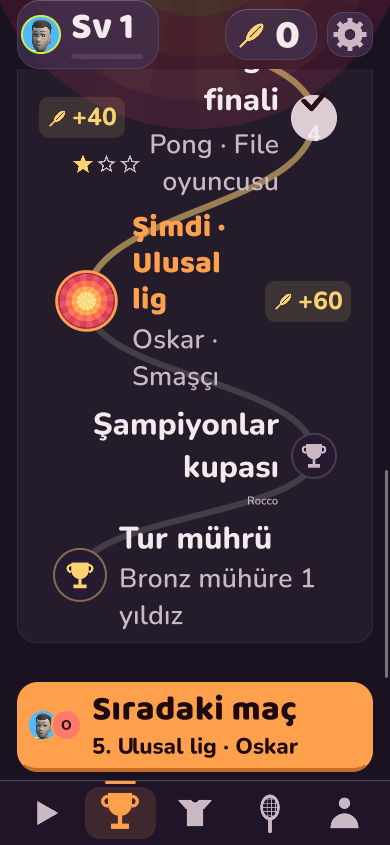 Sv 1
0
finali
+40
4
Pong · File
oyuncusu
Şimdi ·
Ulusal
lig
+60
Oskar ·
Smaşçı
Şampiyonlar
kupası
Rocco
Tur mührü
Bronz mühüre 1
yıldız
Sıradaki maç
O
5. Ulusal lig · Oskar